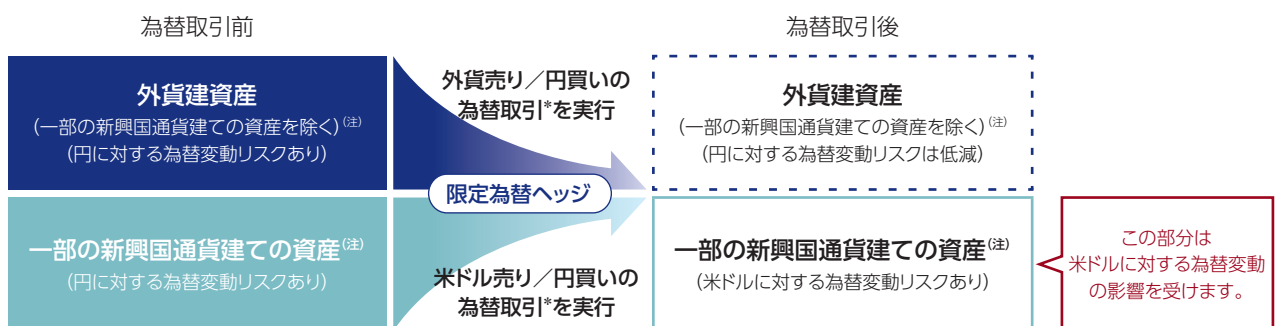 為替取引前
為替取引後
外貨建資産
(一部の新興国通貨建ての資産を除く)(注)
(円に対する為替変動リスクあり)
外貨売り/円買いの
為替取引*を実行
外貨建資産
(一部の新興国通貨建ての資産を除く)(注)
(円に対する為替変動リスクは低減)
限定為替ヘッジ
一部の新興国通貨建ての資産(注)
(円に対する為替変動リスクあり)
米ドル売り/円買いの
為替取引*を実行
一部の新興国通貨建ての資産(注)
(米ドルに対する為替変動リスクあり)
この部分は
米ドルに対する為替変動
の影響を受けます。